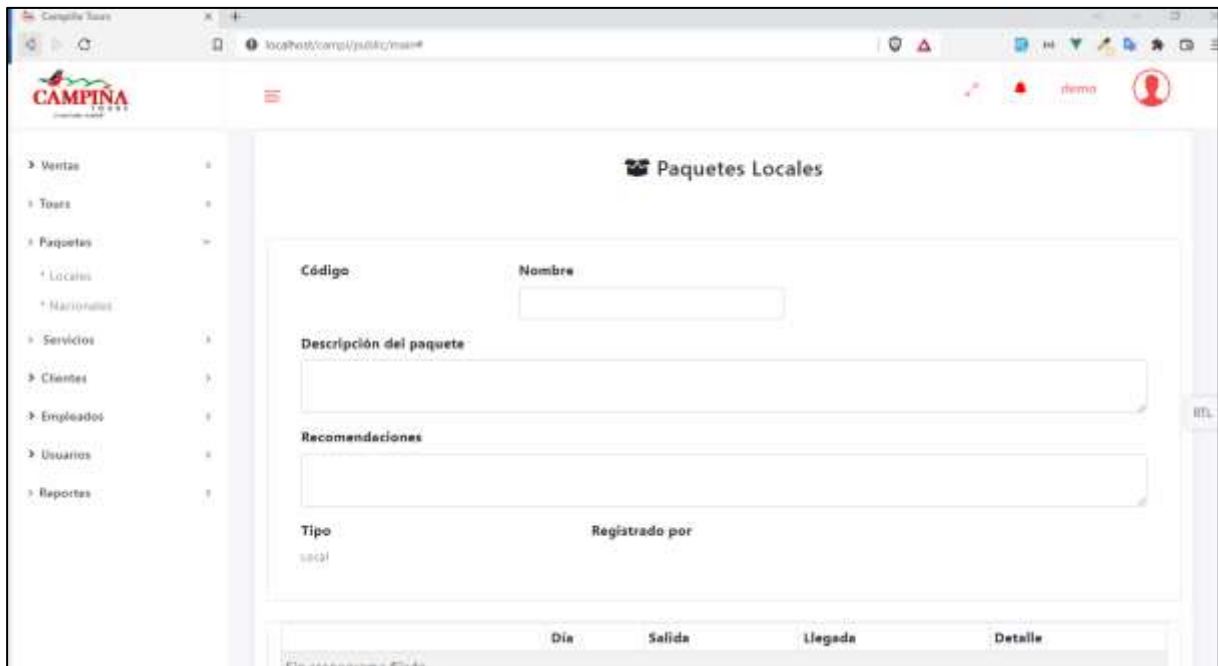 Campiña Tours
localhost/campi/public/main#
CAMPIÑA
TOURS
demo
Paquetes Locales
Ventas
Tours
Paquetes
* Locales
* Nacionales
Servicios
Clientes
Empleados
Usuarios
Reportes
Código Nombre
Descripción del paquete
Recomendaciones
Tipo Registrado por
Local
RTL
Día Salida Llegada Detalle